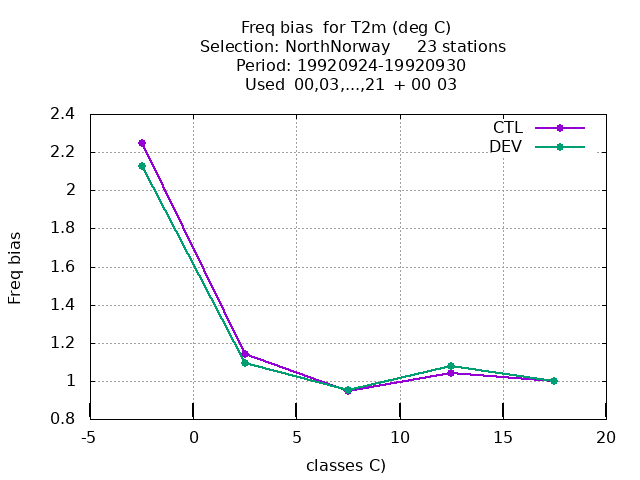 Freq bias  for T2m (deg C)
Selection: NorthNorway     23 stations
Period: 19920924-19920930
Used  00,03,...,21  + 00 03
CTL
DEV
2.4
2.2
2
1.8
1.6
1.4
1.2
1
0.8
Freq bias
-5
0
5
10
15
20
classes C)